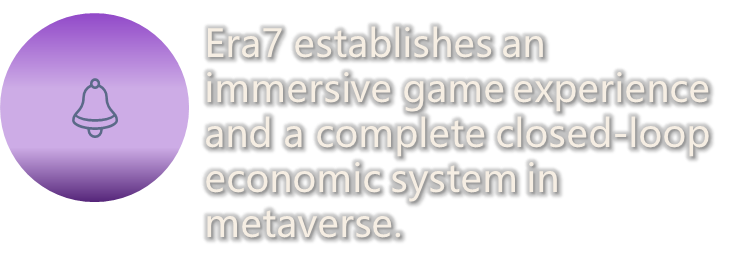 Era7 establishes an
immersive game experience
and a complete closed-loop
economic system in
metaverse.